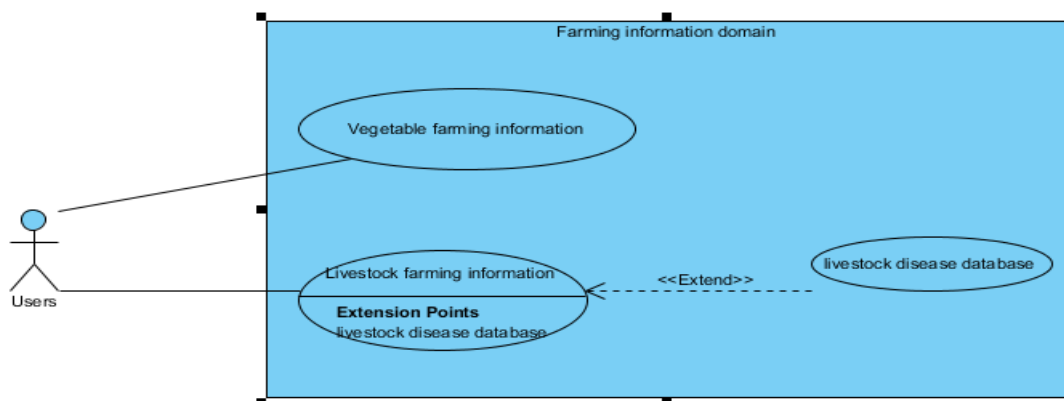 Farming information domain
Vegetable farming information
Users
Livestock farming information
Extension Points
livestock disease database
<<Extend>>
livestock disease database